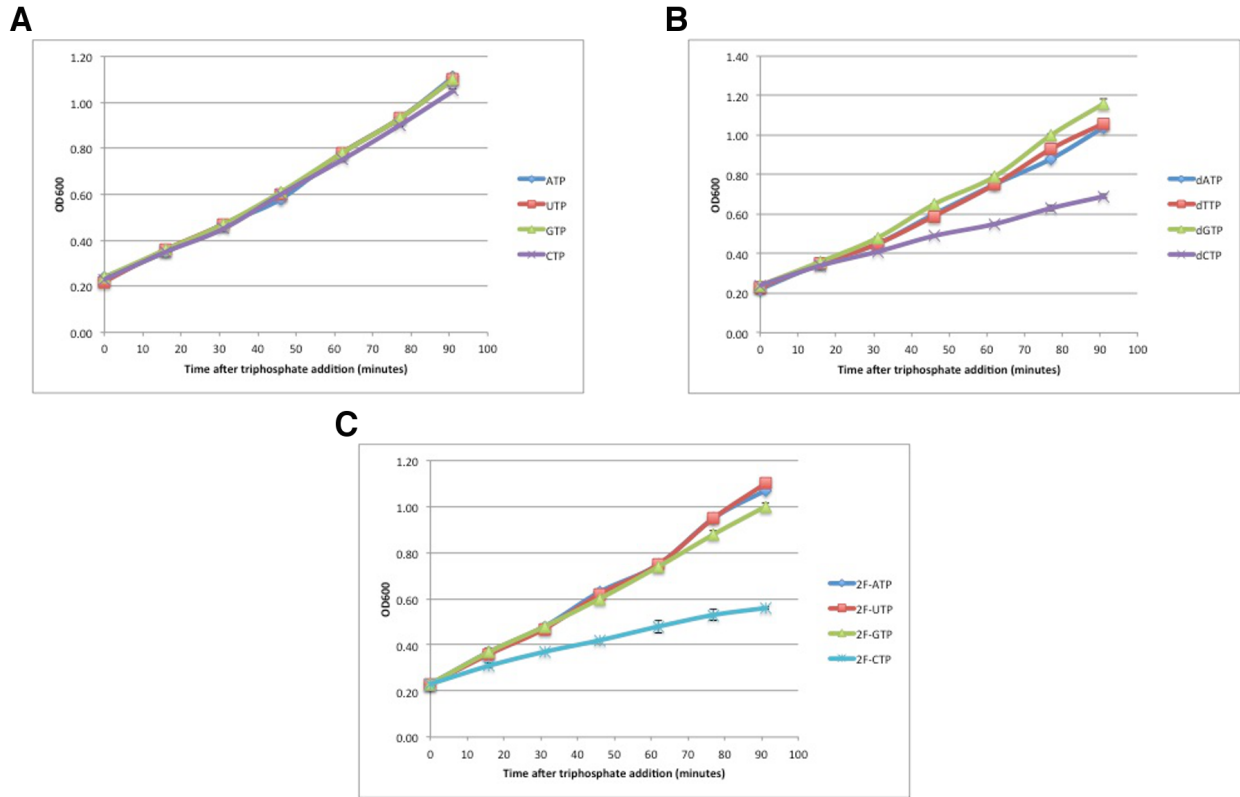 A
1.20
1.00
0.80
0.60
0.40
0.20
0.00
OD600
0 10 20 30 40 50 60 70 80 90 100
Time after triphosphate addition (minutes)
ATP
UTP
GTP
CTP
B
1.40
1.20
1.00
0.80
0.60
0.40
0.20
0.00
OD600
0 10 20 30 40 50 60 70 80 90 100
Time after triphosphate addition (minutes)
dATP
dTTP
dGTP
dCTP
C
1.20
1.00
0.80
0.60
0.40
0.20
0.00
OD600
0 10 20 30 40 50 60 70 80 90 100
Time after triphosphate addition (minutes)
2F-ATP
2F-UTP
2F-GTP
2F-CTP